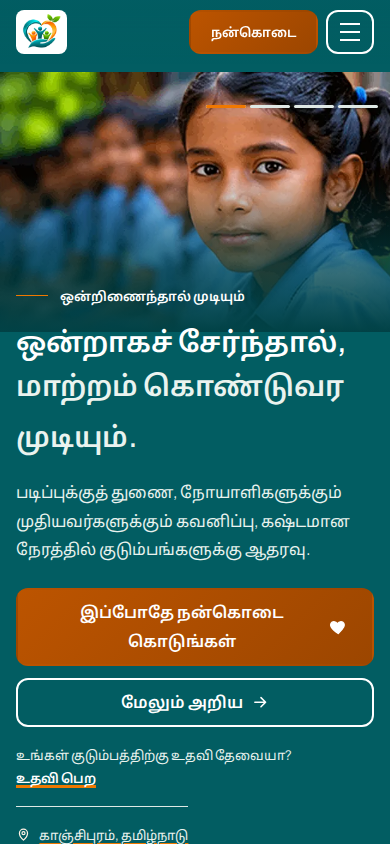 நன்கொடை
ஒன்றிணைந்தால் முடியும்
ஒன்றாகச் சேர்ந்தால்,
மாற்றம் கொண்டுவர
முடியும்.
படிப்புக்குத் துணை, நோயாளிகளுக்கும்
முதியவர்களுக்கும் கவனிப்பு, கஷ்டமான
நேரத்தில் குடும்பங்களுக்கு ஆதரவு.
இப்போதே நன்கொடை
கொடுங்கள்
மேலும் அறிய
உங்கள் குடும்பத்திற்கு உதவி தேவையா?
உதவி பெற
காஞ்சிபுரம், தமிழ்நாடு